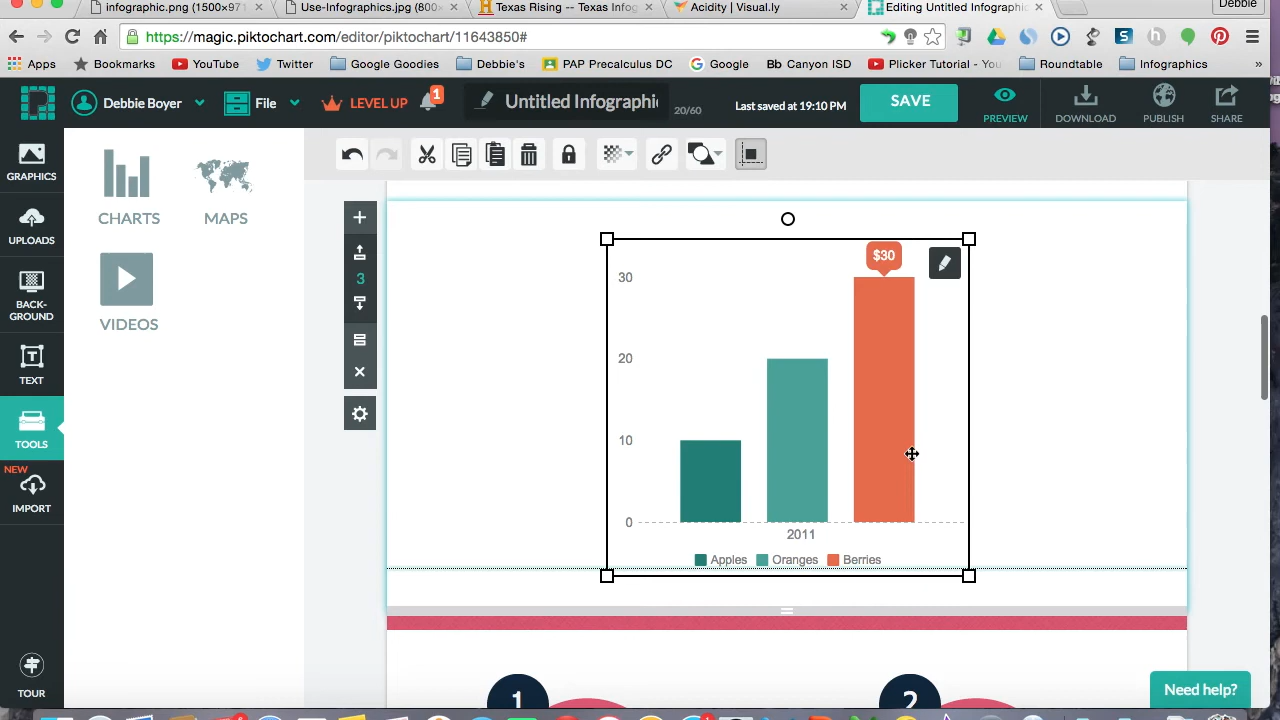 infographic.png (1500×971
Use-Infographics.jpg (800×
Texas Rising -- Texas Infog
Acidity | Visual.ly
Editing Untitled Infographic
Debbie
https://magic.piktochart.com/editor/piktochart/11643850#
Apps
Bookmarks
YouTube
Twitter
Google Good
Debbie's
PAP Precalculus DC
Google
Bb Canyon ISD
Plicker Tutorial - You
Roundtable
Infographics
»
Debbie Boyer
File
LEVEL UP
1
Untitled Infographi
20/60
Last saved at 19:10 PM
SAVE
PREVIEW
DOWNLOAD
PUBLISH
SHARE
GRAPHICS
UPLOADS
BACK-
GROUND
TEXT
TOOLS
NEW
IMPORT
TOUR
CHARTS
MAPS
VIDEOS
3
$30
30
20
10
0
2011
Apples
Oranges
Berries
1
2
Need help?